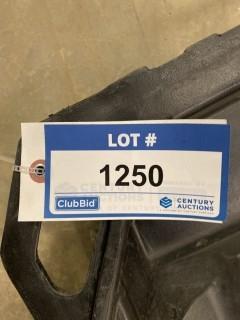 LOT #
1250
ClubBid
CENTURY
AUCTIONS